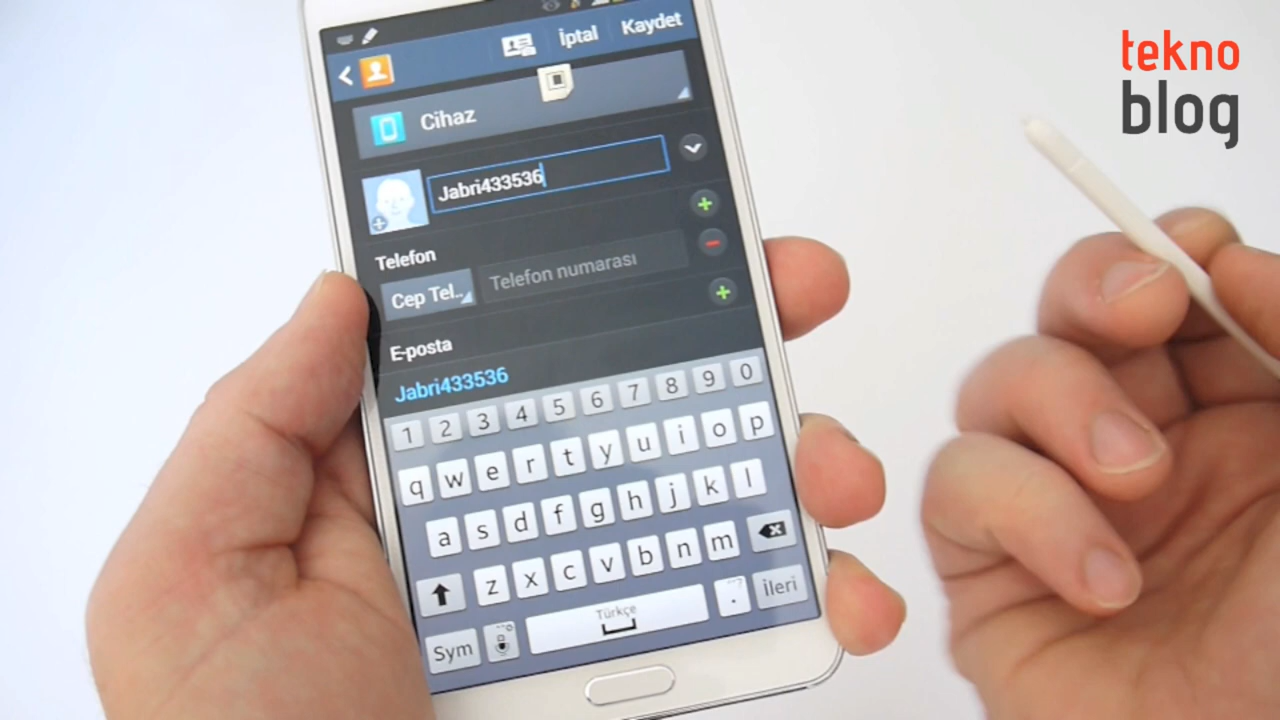 tekno
blog
İptal
Kaydet
Cihaz
Jabri433536
Telefon
Cep Tel..
Telefon numarası
E-posta
Jabri433536
1 2 3 4 5 6 7 8 9 0
q w e r t y u i o p
a s d f g h j k l
z x c v b n m
Türkçe
. İleri
Sym